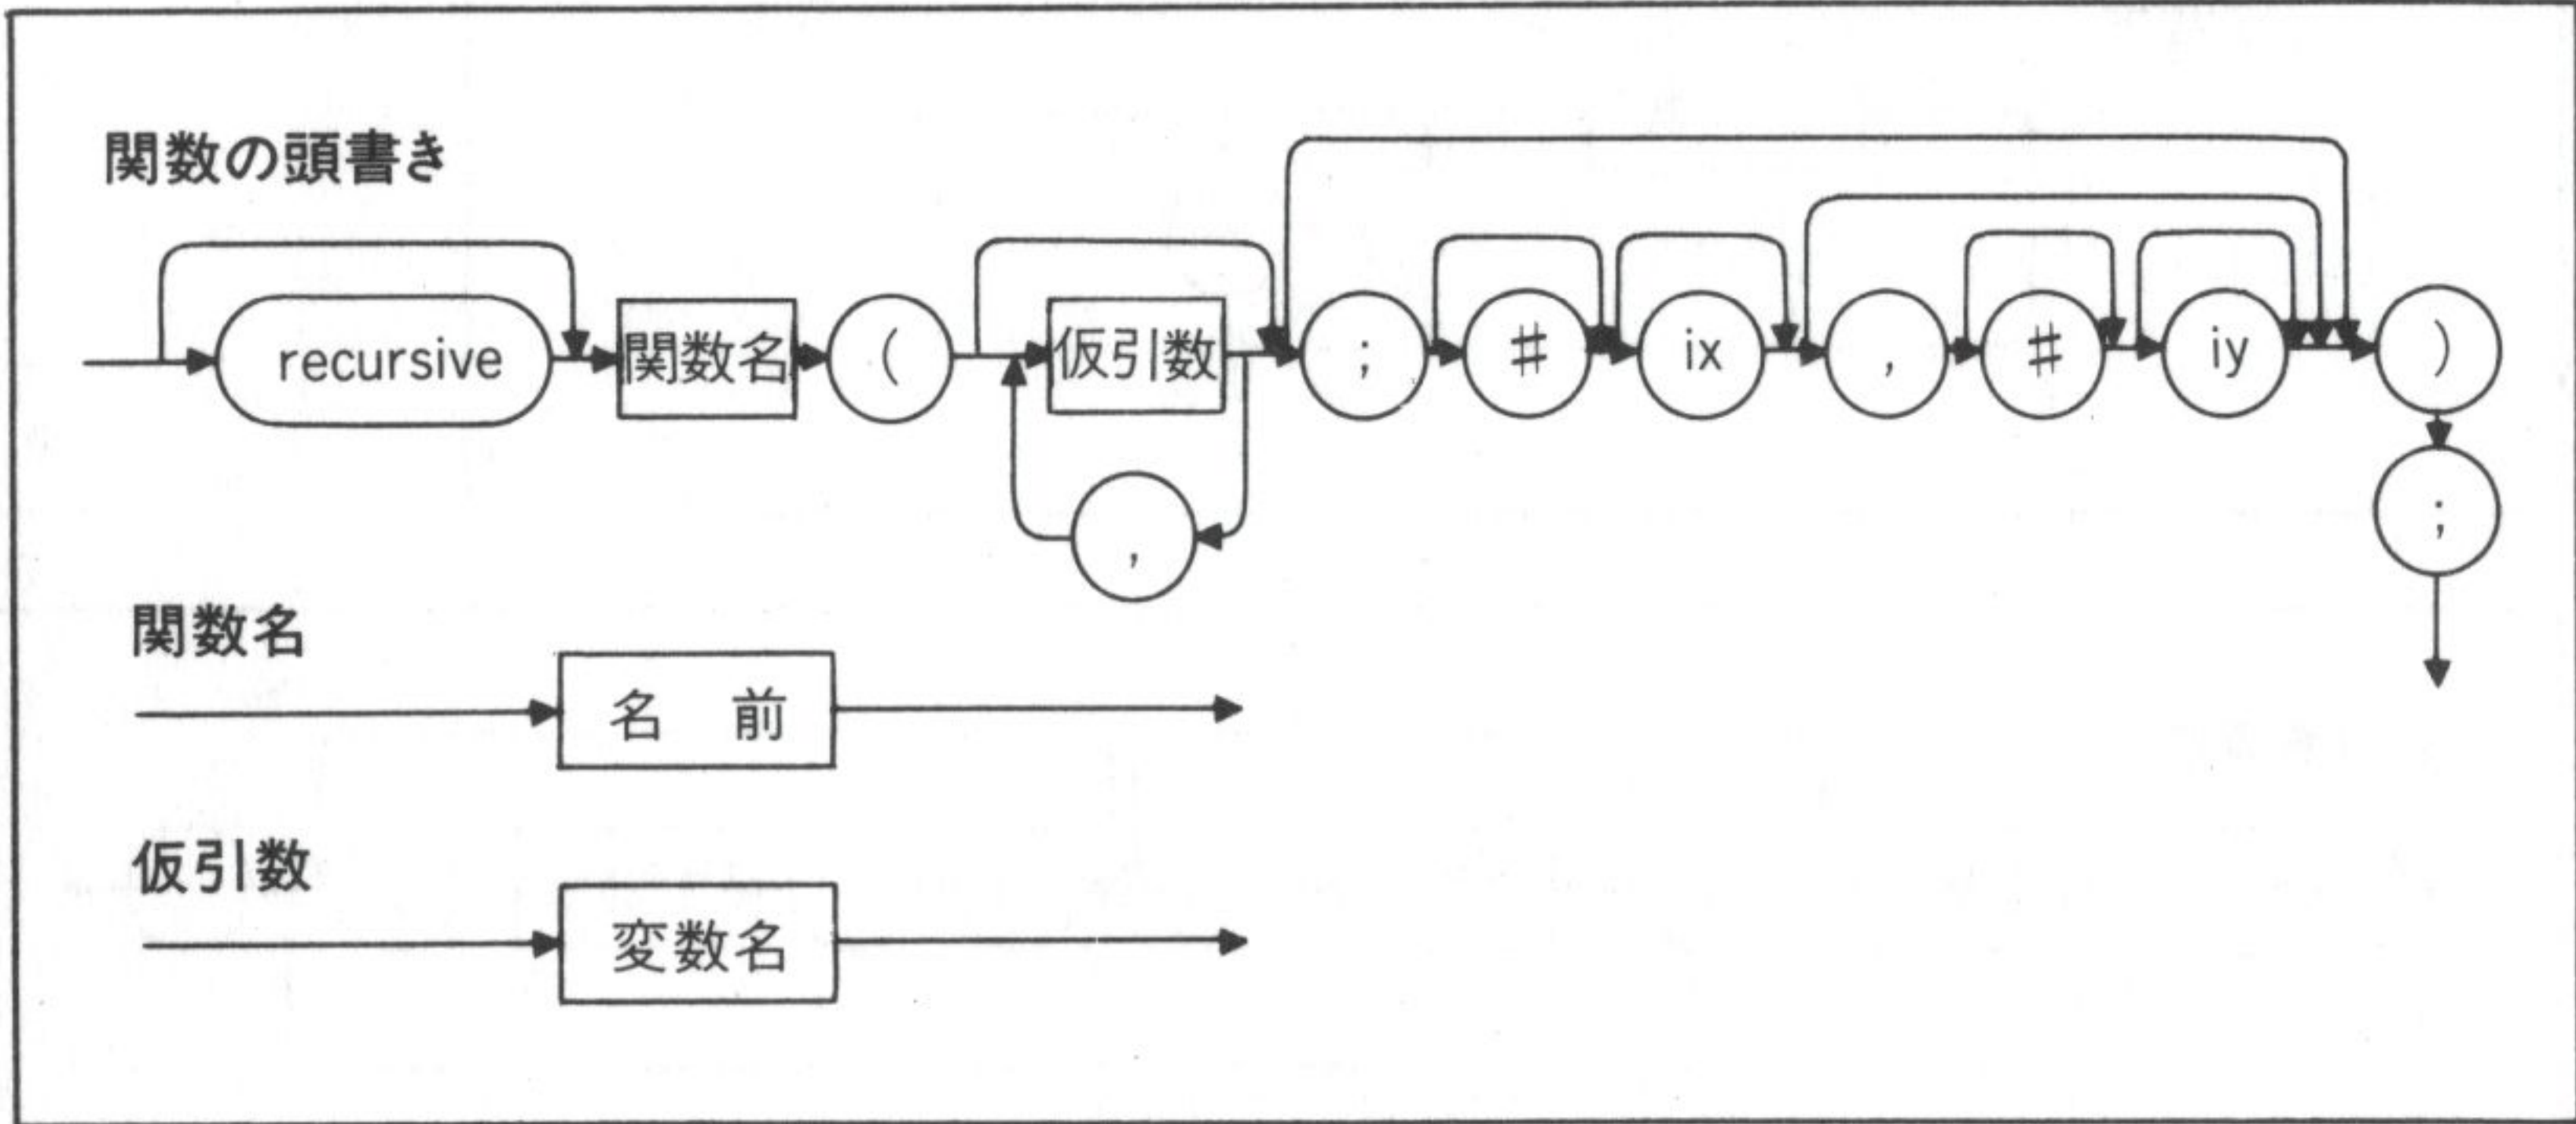 関数の頭書き
recursive 関数名 ( 仮引数 ; # ix , # iy )
, ;
関数名
名 前
仮引数
変数名